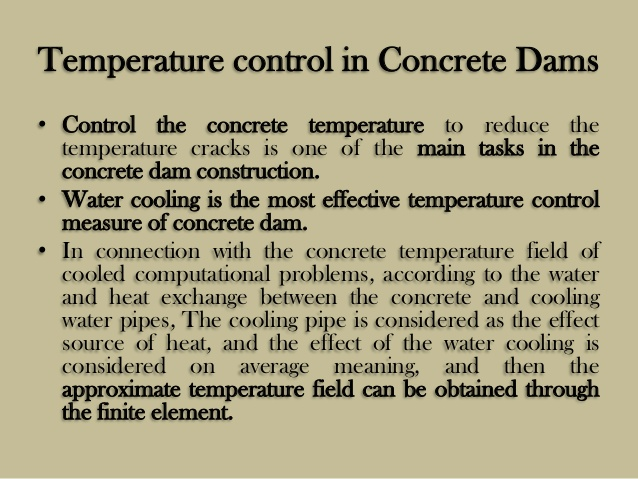 Temperature control in Concrete Dams
• Control the concrete temperature to reduce the
temperature cracks is one of the main tasks in the
concrete dam construction.
• Water cooling is the most effective temperature control
measure of concrete dam.
• In connection with the concrete temperature field of
cooled computational problems, according to the water
and heat exchange between the concrete and cooling
water pipes, The cooling pipe is considered as the effect
source of heat, and the effect of the water cooling is
considered on average meaning, and then the
approximate temperature field can be obtained through
the finite element.